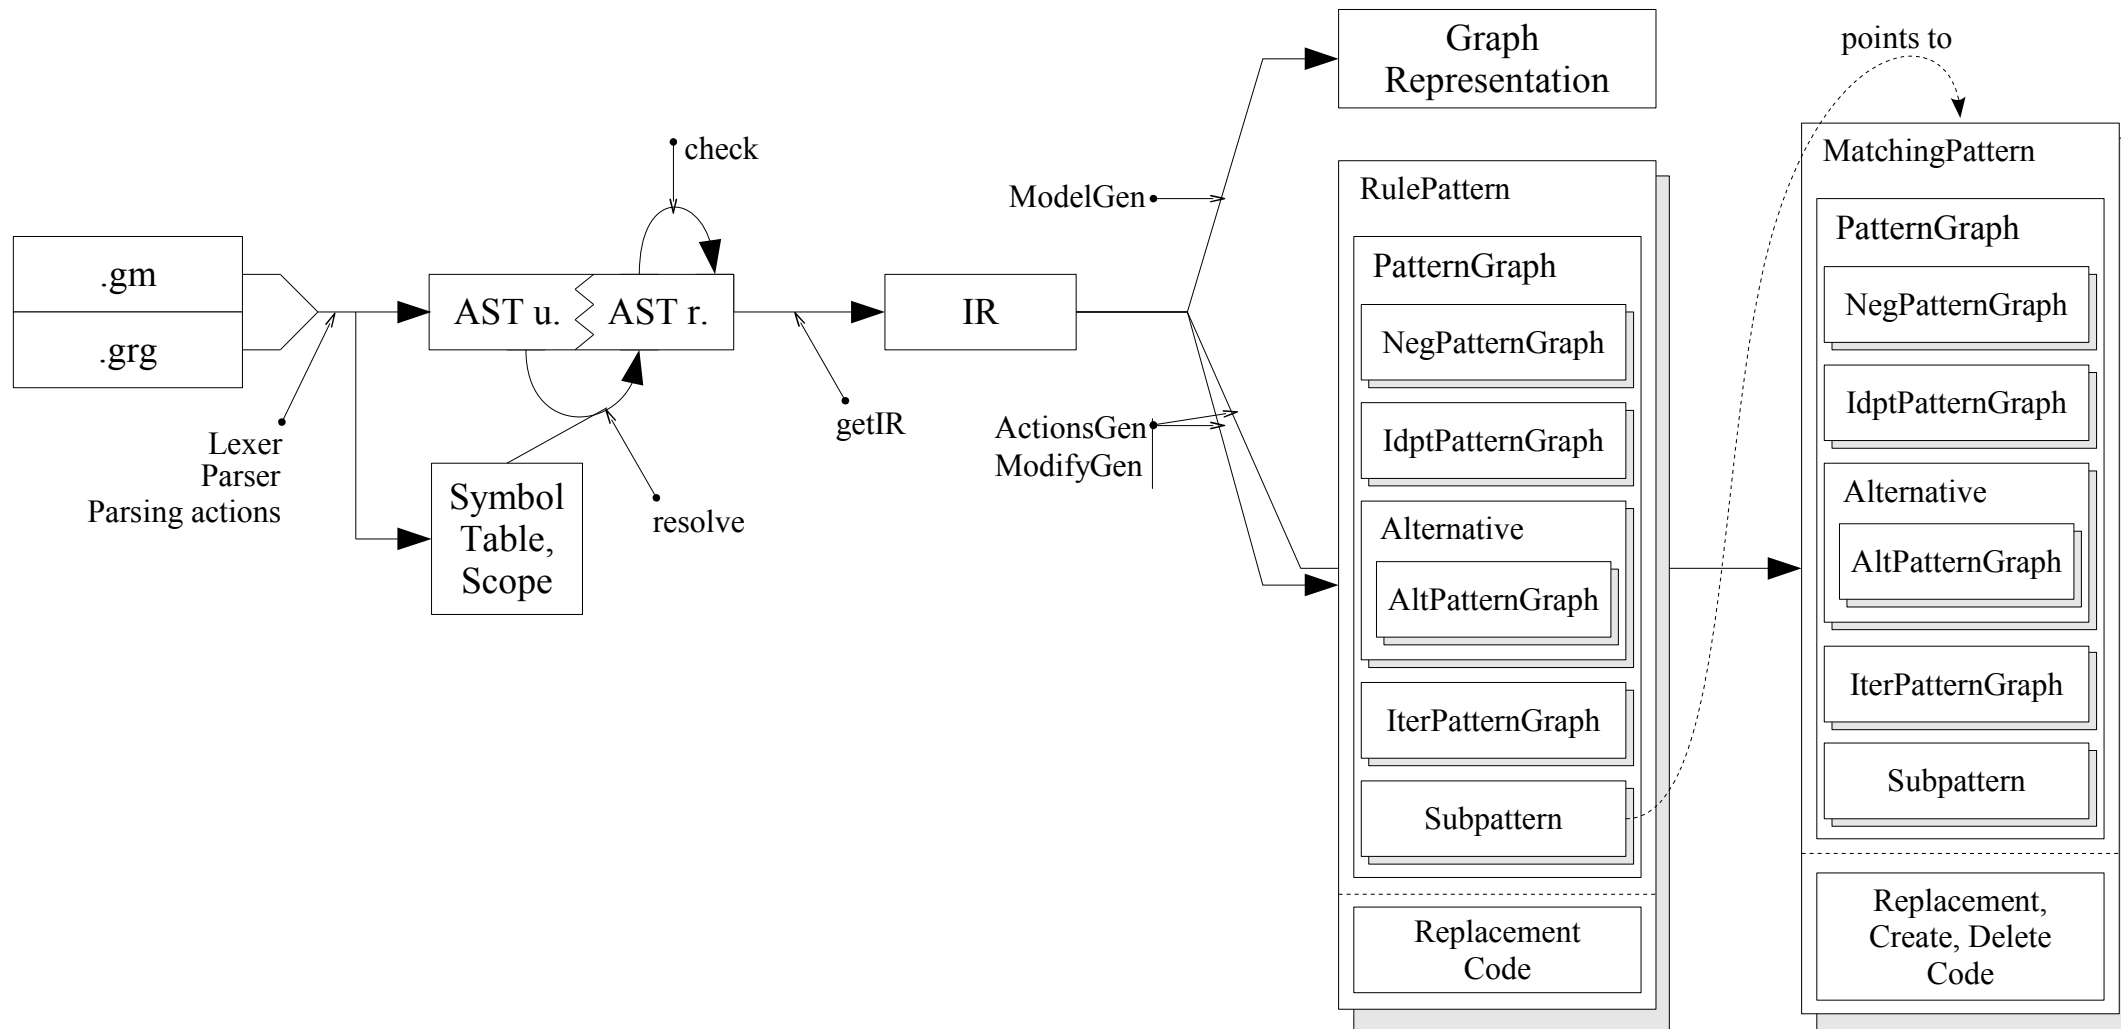 .gm
.grg
Lexer
Parser
Parsing actions
AST u.
AST r.
check
Symbol
Table,
Scope
resolve
getIR
IR
ModelGen
ActionsGen
ModifyGen
Graph
Representation
RulePattern
PatternGraph
NegPatternGraph
IdptPatternGraph
Alternative
AltPatternGraph
IterPatternGraph
Subpattern
Replacement
Code
points to
MatchingPattern
PatternGraph
NegPatternGraph
IdptPatternGraph
Alternative
AltPatternGraph
IterPatternGraph
Subpattern
Replacement,
Create, Delete
Code